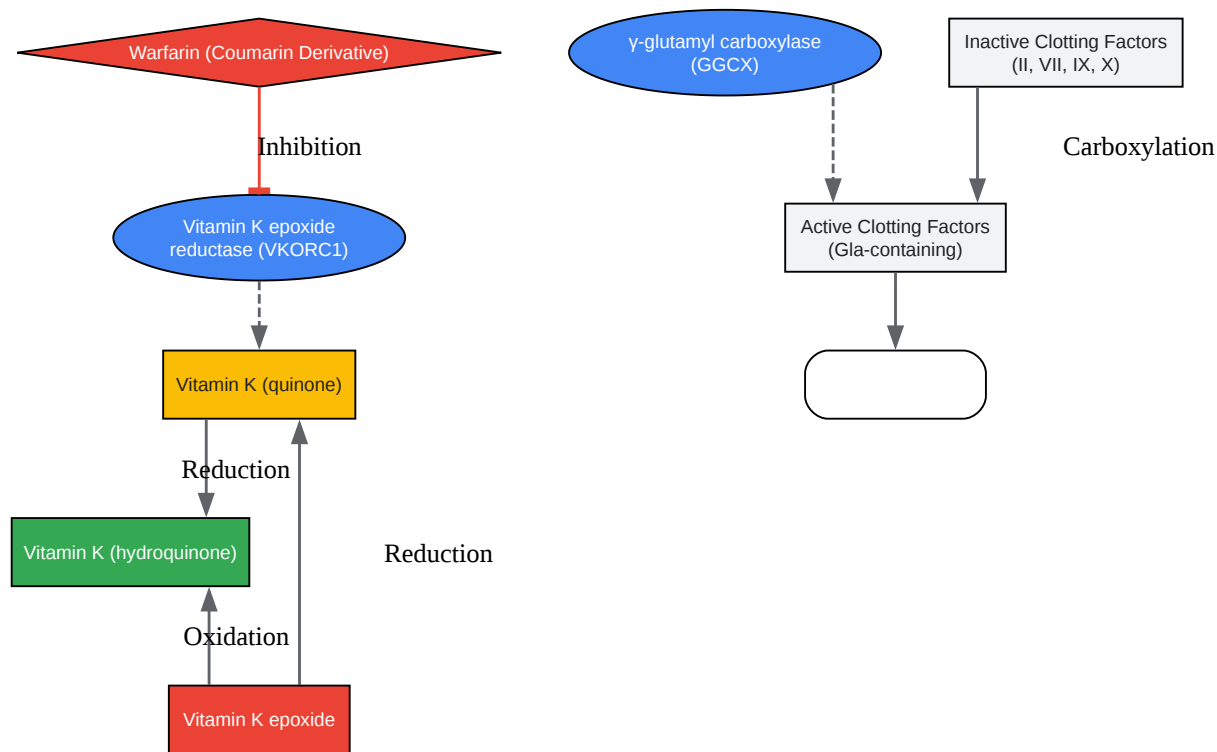 Warfarin (Coumarin Derivative)
γ-glutamyl carboxylase
(GGCX)
Inactive Clotting Factors
(II, VII, IX, X)
Inhibition
Carboxylation
Vitamin K epoxide
reductase (VKORC1)
Active Clotting Factors
(Gla-containing)
Vitamin K (quinone)
Reduction
Vitamin K (hydroquinone)
Reduction
Oxidation
Vitamin K epoxide